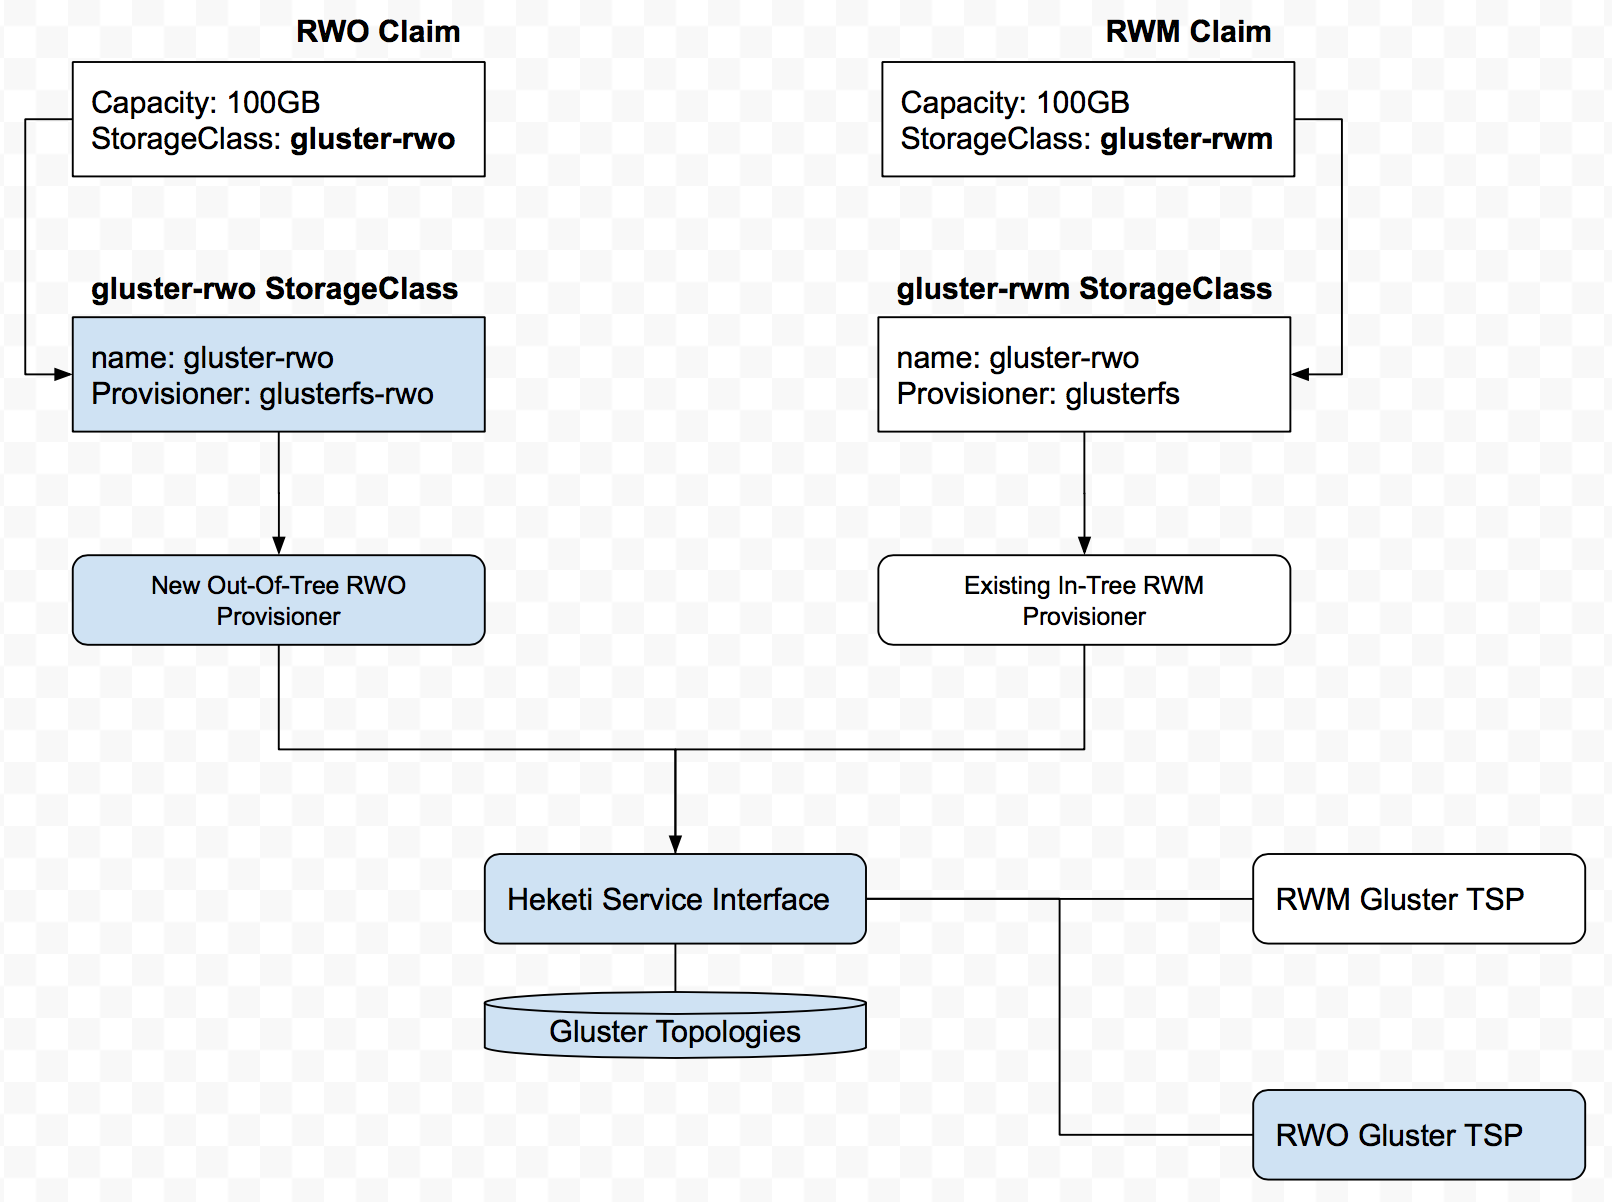 RWO Claim
RWM Claim
Capacity: 100GB
StorageClass: gluster-rwo
Capacity: 100GB
StorageClass: gluster-rwm
gluster-rwo StorageClass
gluster-rwm StorageClass
name: gluster-rwo
Provisioner: glusterfs-rwo
name: gluster-rwo
Provisioner: glusterfs
New Out-Of-Tree RWO
Provisioner
Existing In-Tree RWM
Provisioner
Heketi Service Interface
RWM Gluster TSP
Gluster Topologies
RWO Gluster TSP